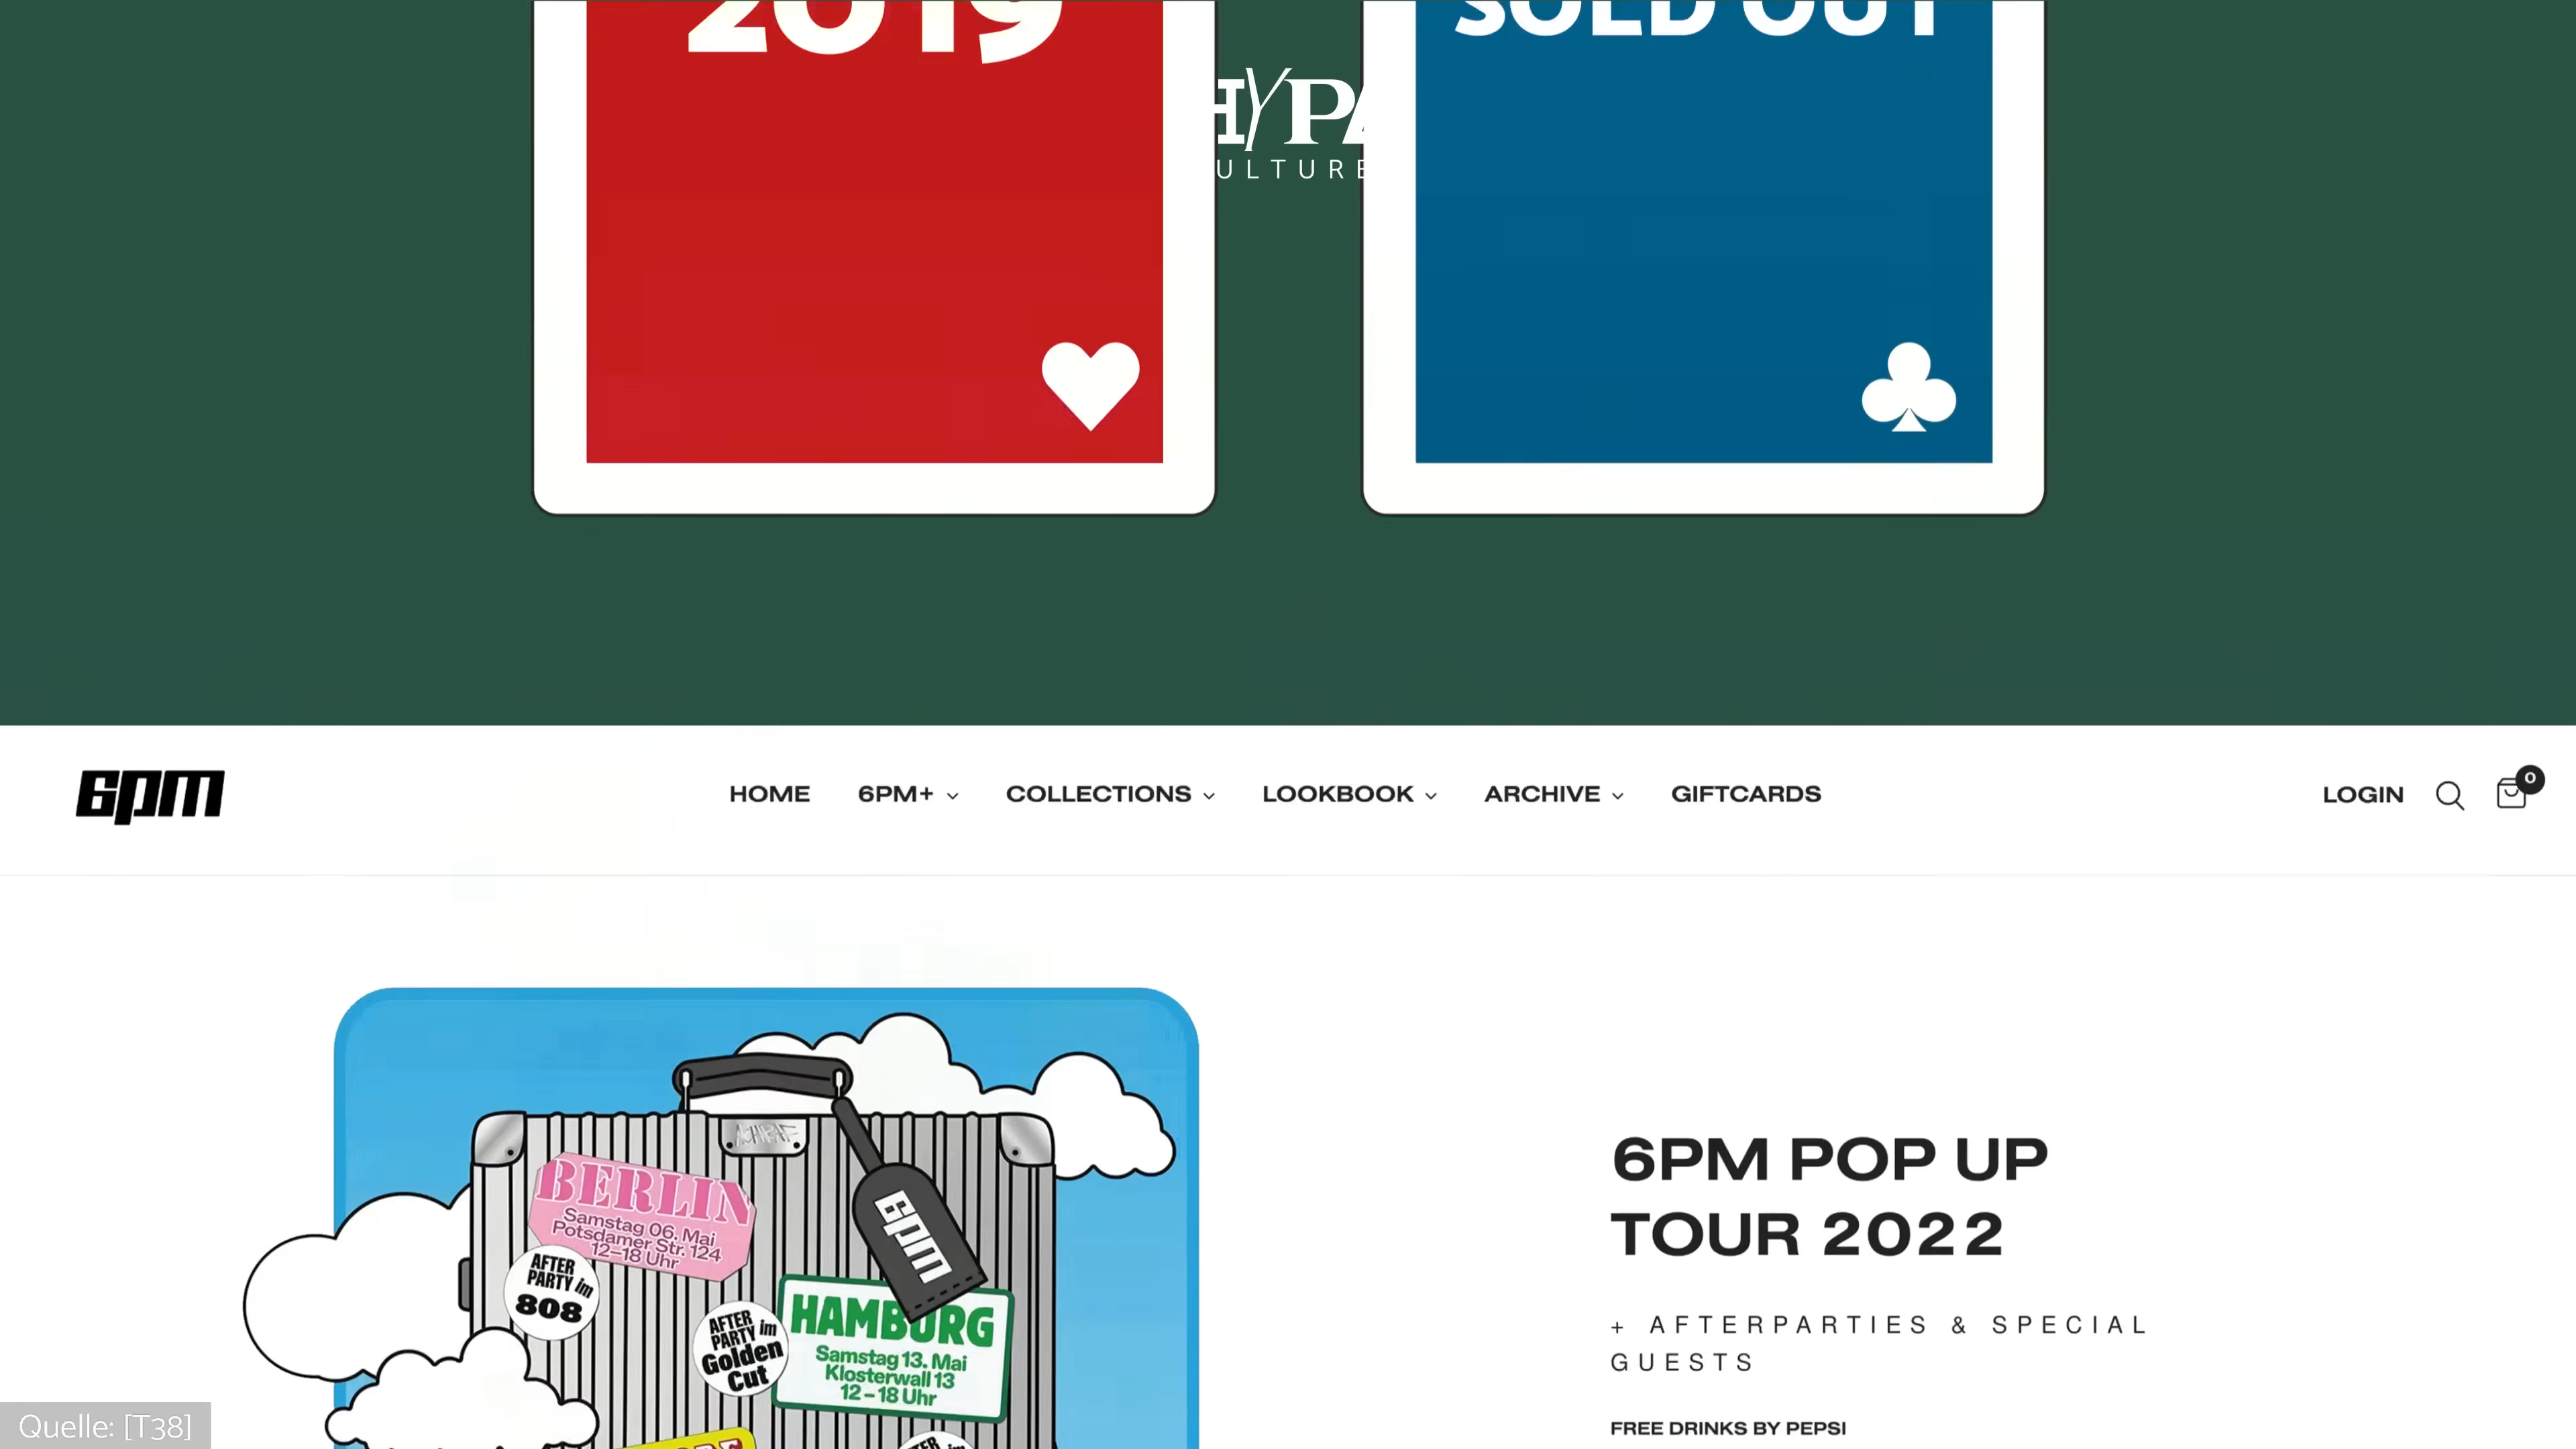 2019
SOLD OUT
HYPA
ULTURE
6pm
HOME
6PM+
COLLECTIONS
LOOKBOOK
ARCHIVE
GIFTCARDS
LOGIN
0
BERLIN
Samstag 06. Mai
Potsdamer Str. 124
12–18 Uhr
AFTER
PARTY im
808
6pm
AFTER
PARTY im
Golden
Cut
HAMBURG
Samstag 13. Mai
Klosterwall 13
12 – 18 Uhr
6PM POP UP
TOUR 2022
+ AFTERPARTIES & SPECIAL
GUESTS
FREE DRINKS BY PEPSI
Quelle: [T38]